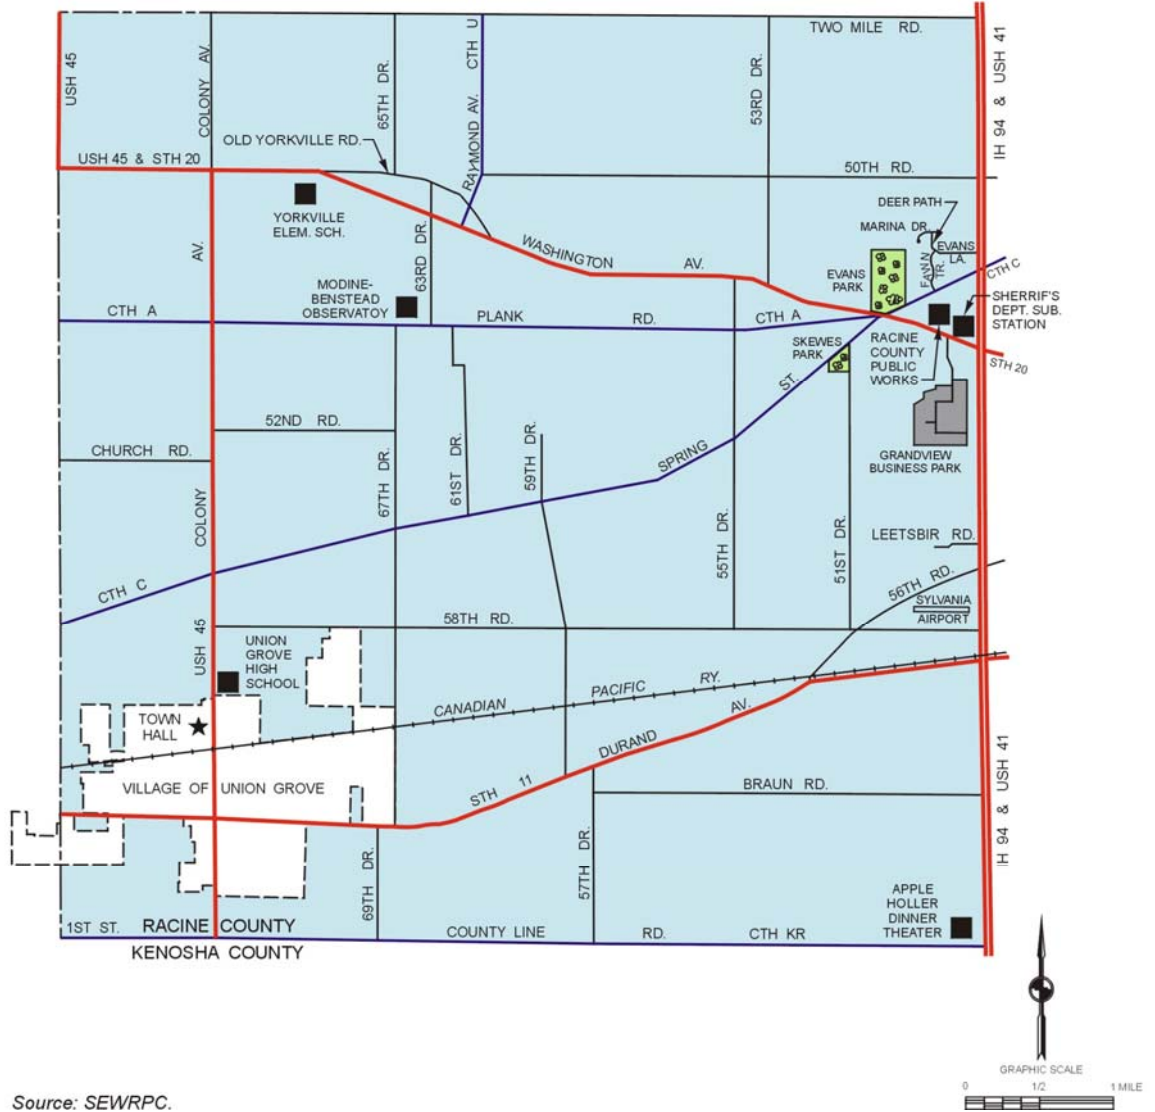 TWO MILE RD.
USH 45
COLONY AV.
65TH DR.
RAYMOND AV. CTH U
53RD DR.
IH 94 & USH 41
OLD YORKVILLE RD.
USH 45 & STH 20
50TH RD.
YORKVILLE
ELEM. SCH.
DEER PATH
MARINA DR.
EVANS
LA.
FAWN
TR.
CTH C
AV.
63RD DR.
WASHINGTON AV.
EVANS
PARK
MODINE-
BENSTEAD
OBSERVATOY
SHERRIF'S
DEPT. SUB.
STATION
CTH A
PLANK RD.
CTH A
SKEWES
PARK
RACINE
COUNTY
PUBLIC
WORKS
STH 20
ST.
52ND RD.
CHURCH RD.
67TH DR.
61ST DR.
59TH DR.
SPRING
GRANDVIEW
BUSINESS PARK
COLONY
55TH DR.
51ST DR.
LEETSBIR RD.
CTH C
56TH RD.
SYLVANIA
AIRPORT
58TH RD.
USH 45
UNION
GROVE
HIGH
SCHOOL
CANADIAN PACIFIC RY.
TOWN
HALL
DURAND AV.
STH 11
VILLAGE OF UNION GROVE
BRAUN RD.
IH 94 & USH 41
69TH DR.
57TH DR.
APPLE
HOLLER
DINNER
THEATER
1ST ST.
RACINE COUNTY
COUNTY LINE RD. CTH KR
KENOSHA COUNTY
GRAPHIC SCALE
0 1/2 1 MILE
Source: SEWRPC.